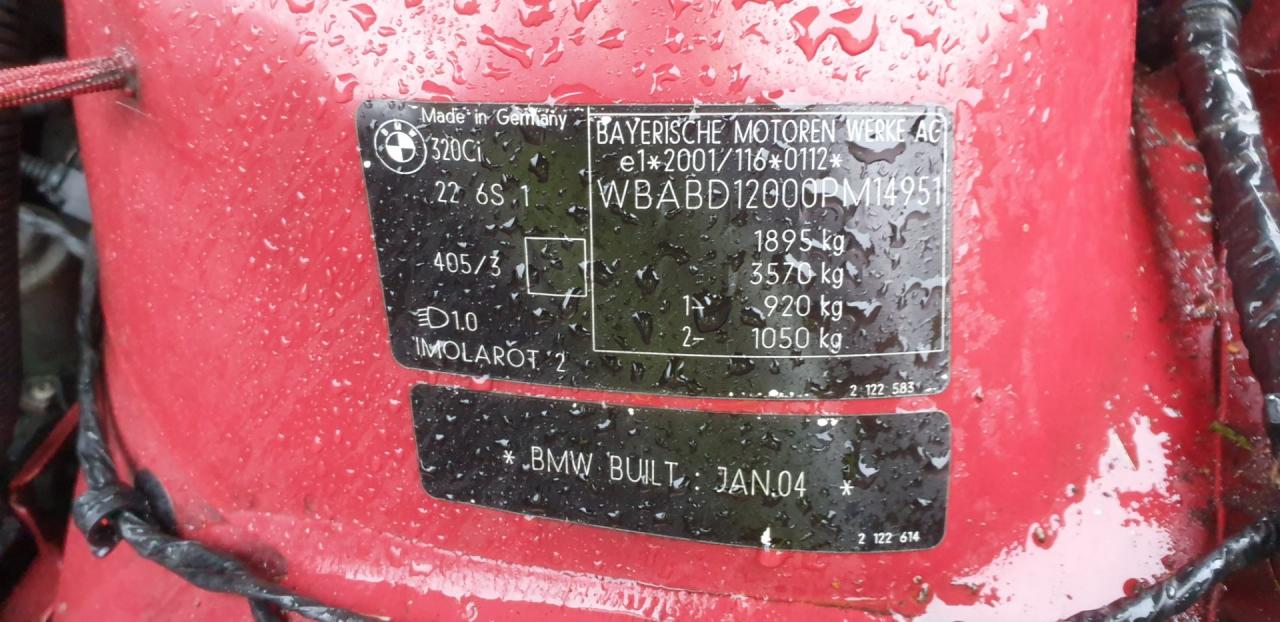 Made in Germany
BMW
320Ci
22 6S 1
405/3
1.0
IMOLAROT 2
BAYERISCHE MOTOREN WERKE AG
e1*2001/116*0112*
WBABD12000PM14951
1895 kg
3570 kg
1- 920 kg
2- 1050 kg
2 122 583
* BMW BUILT : JAN.04 *
2 122 614